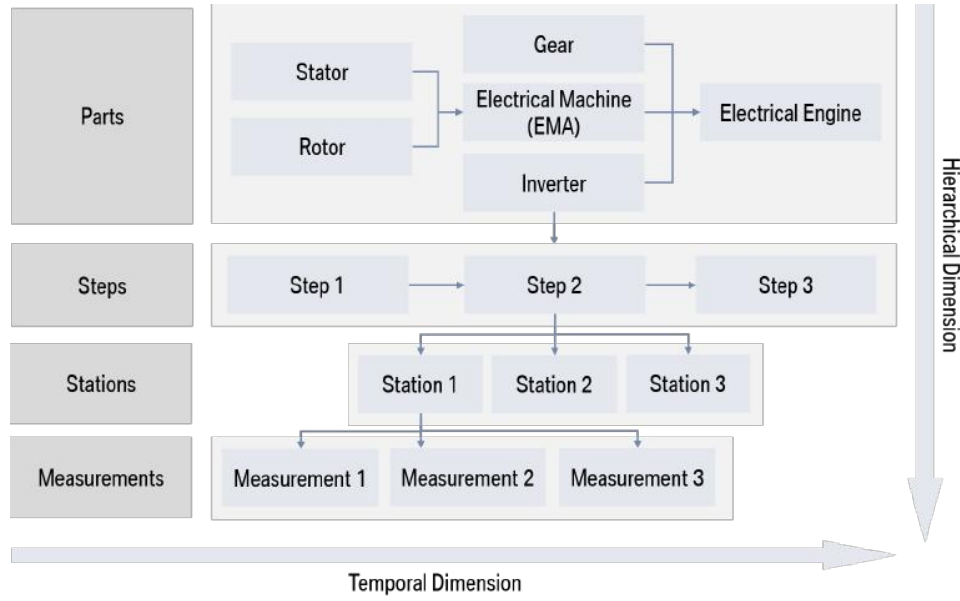 Parts
Stator
Rotor
Gear
Electrical Machine
(EMA)
Inverter
Electrical Engine
Steps
Step 1
Step 2
Step 3
Stations
Station 1
Station 2
Station 3
Measurements
Measurement 1
Measurement 2
Measurement 3
Hierarchical Dimension
Temporal Dimension